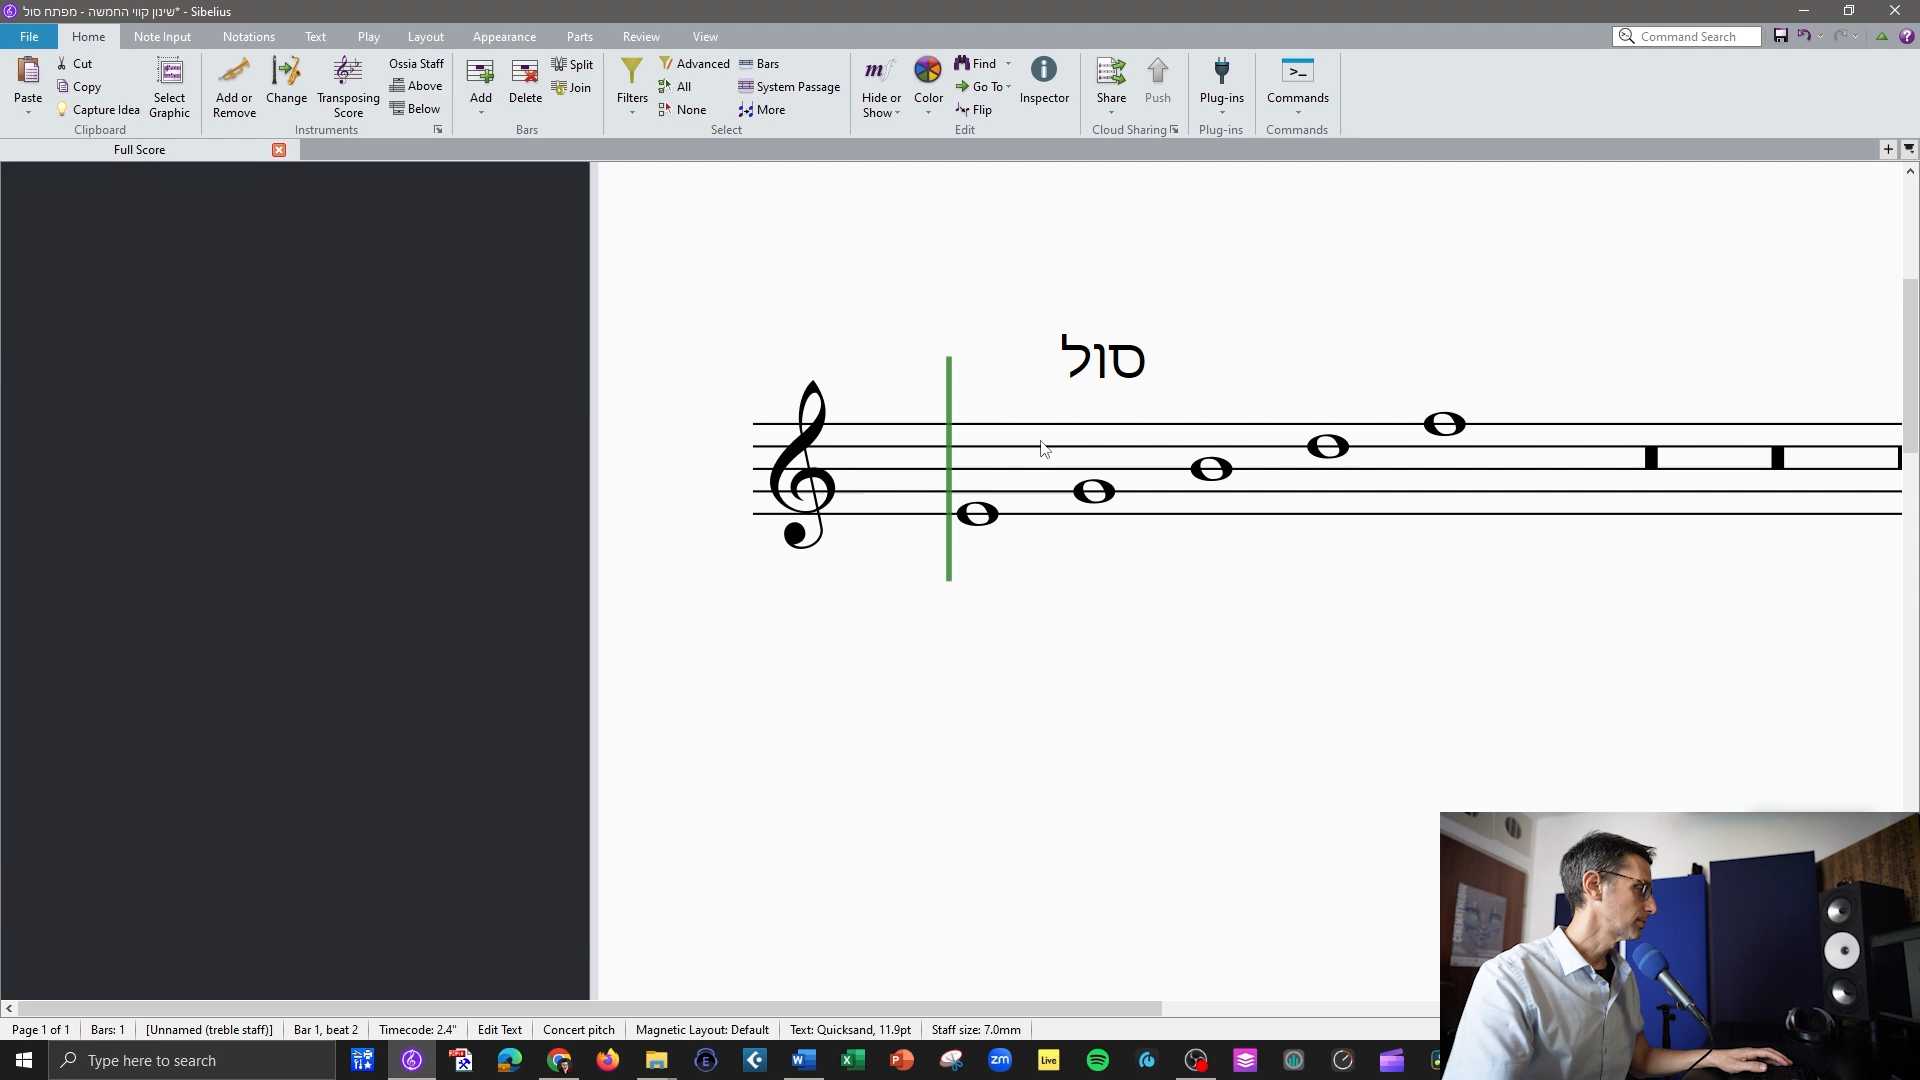 שינון קווי החמשה - מפתח סול* - Sibelius
File Home Note Input Notations Text Play Layout Appearance Parts Review View Command Search
Paste Cut Copy Capture Idea Select Graphic Clipboard
Add or Remove Change Transposing Score Ossia Staff Above Below Instruments
Add Delete Split Join Bars
Filters Advanced All None Bars System Passage More Select
Hide or Show Color Find Go To Flip Inspector Edit
Share Push Cloud Sharing
Plug-ins Plug-ins
Commands Commands
Full Score
סול
Page 1 of 1 Bars: 1 [Unnamed (treble staff)] Bar 1, beat 2 Timecode: 2.4" Edit Text Concert pitch Magnetic Layout: Default Text: Quicksand, 11.9pt Staff size: 7.0mm
Type here to search zm Live